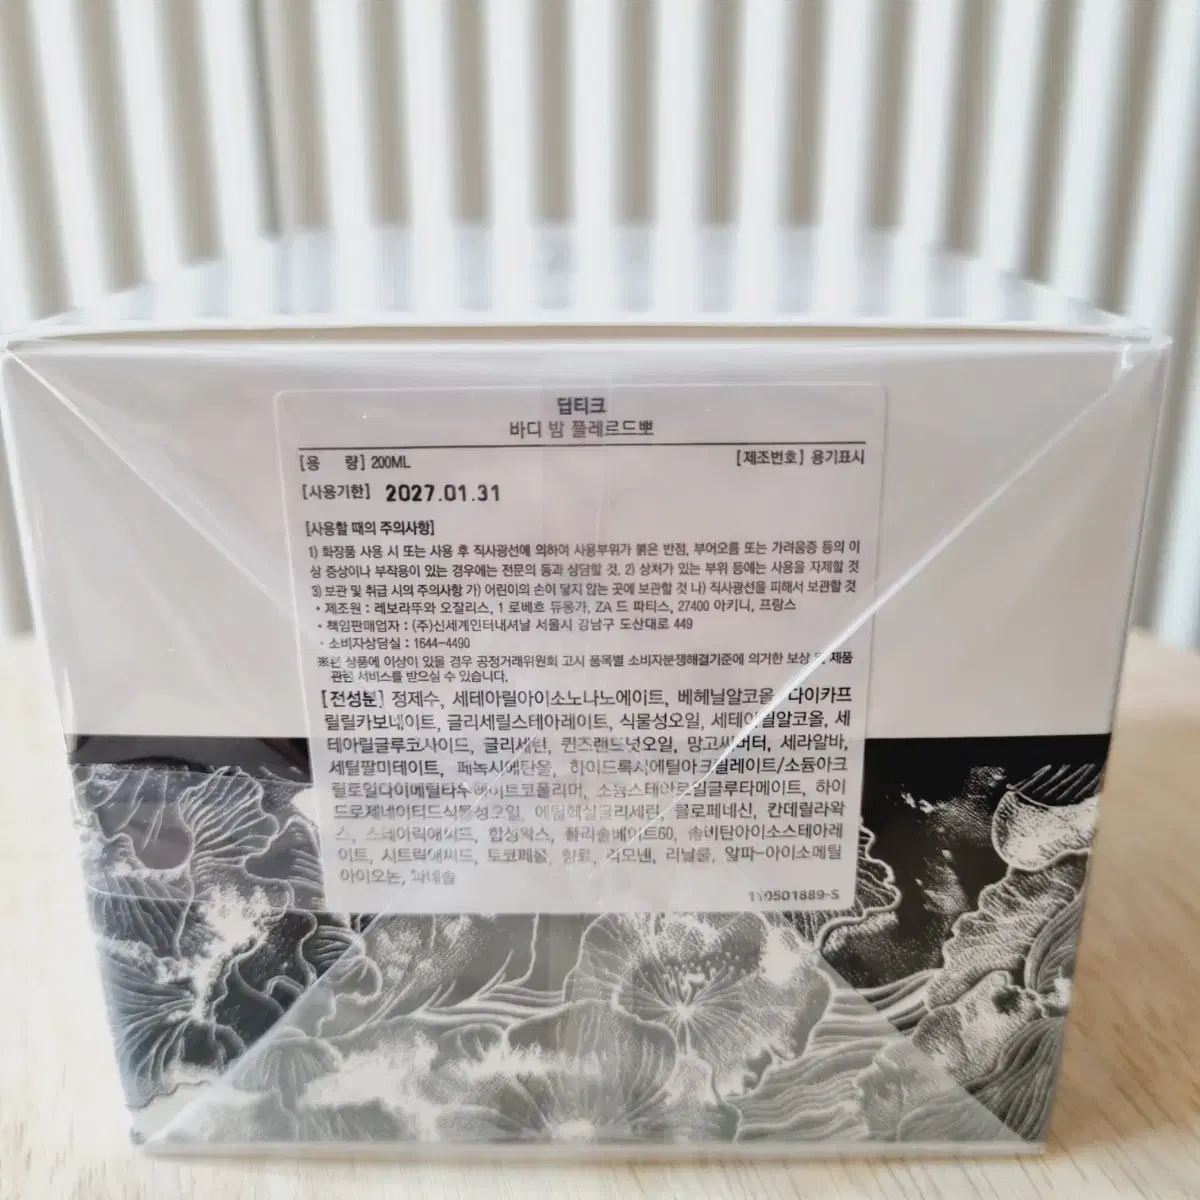 딥티크
바디 밤 플레르드뽀
[용 량] 200ML [제조번호] 용기표시
[사용기한] 2027.01.31
[사용할 때의 주의사항]
1) 화장품 사용 시 또는 사용 후 직사광선에 의하여 사용부위가 붉은 반점, 부어오름 또는 가려움증 등의 이
상 증상이나 부작용이 있는 경우에는 전문의 등과 상담할 것, 2) 상처가 있는 부위 등에는 사용을 자제할 것
3) 보관 및 취급 시의 주의사항 가) 어린이의 손이 닿지 않는 곳에 보관할 것 나) 직사광선을 피해서 보관할 것
• 제조원 : 레보라뚜와 오잘리스, 1 로베호 듀몽가, ZA 드 파티스, 27400 아키니, 프랑스
• 책임판매업자 : (주)신세계인터내셔날 서울시 강남구 도산대로 449
• 소비자상담실 : 1644-4490
※본 상품에 이상이 있을 경우 공정거래위원회 고시 품목별 소비자분쟁해결기준에 의거한 보상 및 제품
관련 서비스를 받으실 수 있습니다.
[전성분] 정제수, 세테아릴아이소노나노에이트, 베헤닐알코올, 다이카프
릴릴카보네이트, 글리세릴스테아레이트, 식물성오일, 세테아릴알코올, 세
테아릴글루코사이드, 글리세린, 퀸즈랜드넛오일, 망고씨버터, 세라알바,
세틸팔미테이트, 페녹시에탄올, 하이드록시에틸아크릴레이트/소듐아크
릴로일다이메틸타우레이트코폴리머, 소듐스테아로일글루타메이트, 하이
드로제네이티드식물성오일, 에틸헥실글리세린, 클로페네신, 칸데릴라왁
스, 스테아릭애씨드, 합성왁스, 폴리솔베이트60, 솔비탄아이소스테아레
이트, 시트릭애씨드, 토코페롤, 향료, 리모넨, 리날룰, 알파-아이소메틸
아이오논, 파네솔
110501889-S